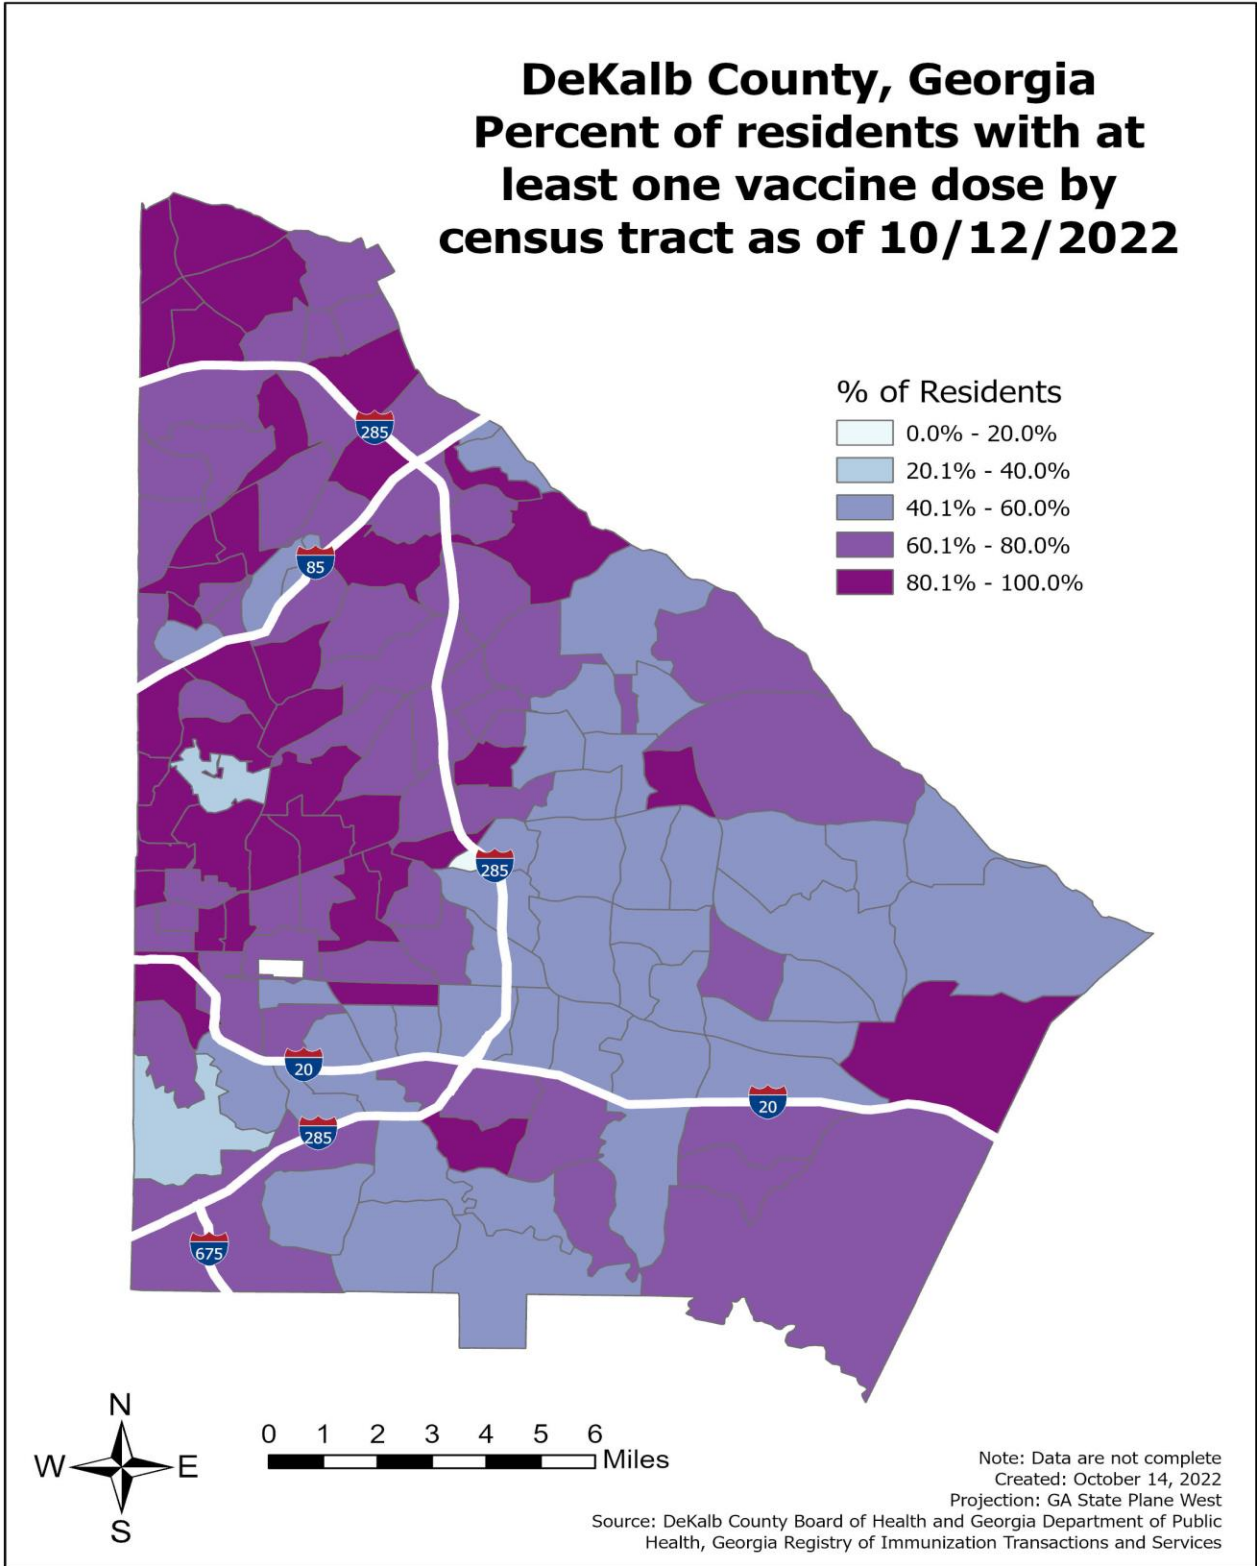 DeKalb County, Georgia
Percent of residents with at
least one vaccine dose by
census tract as of 10/12/2022
% of Residents
0.0% - 20.0%
20.1% - 40.0%
40.1% - 60.0%
60.1% - 80.0%
80.1% - 100.0%
285
85
285
20
20
285
675
N
W E
S
0 1 2 3 4 5 6
Miles
Note: Data are not complete
Created: October 14, 2022
Projection: GA State Plane West
Source: DeKalb County Board of Health and Georgia Department of Public
Health, Georgia Registry of Immunization Transactions and Services